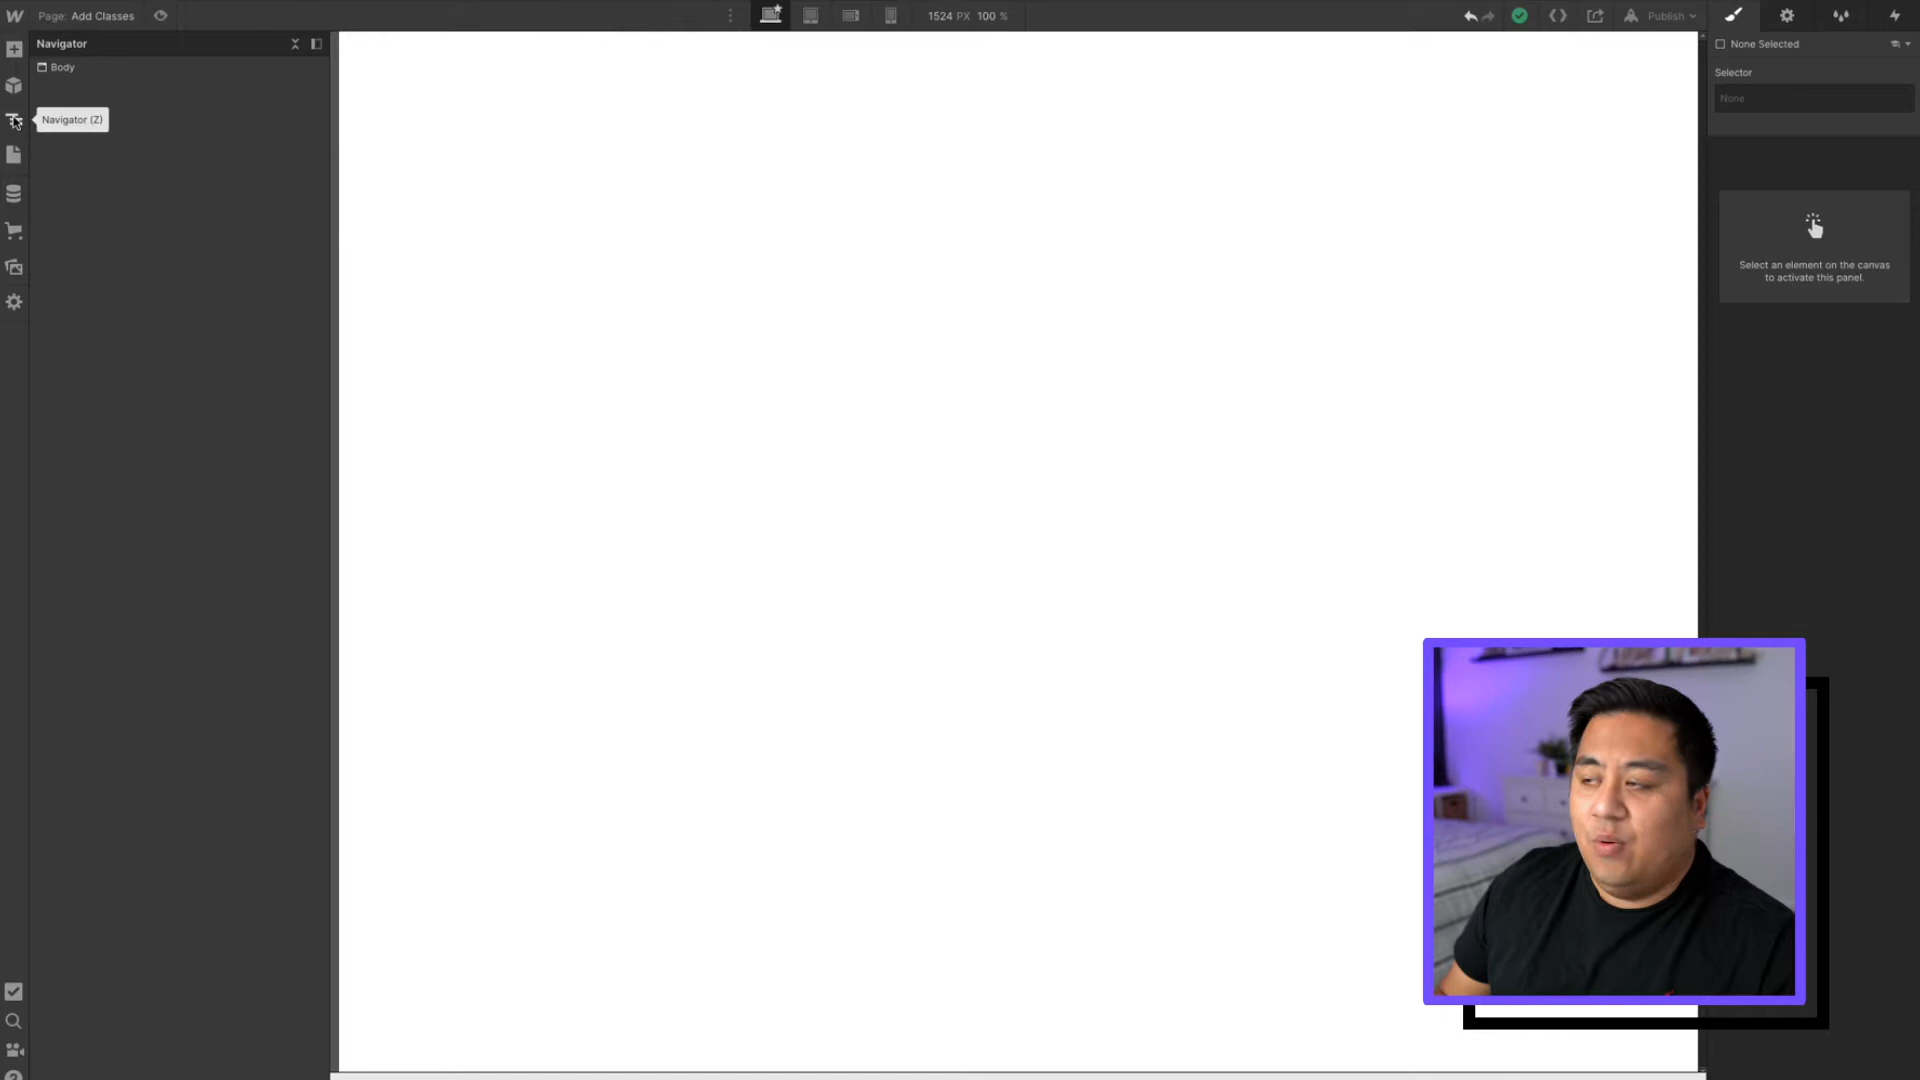 Page: Add Classes
1524 PX 100 %
Publish
Navigator
None Selected
Body
Selector
None
Navigator (Z)
Select an element on the canvas
to activate this panel.